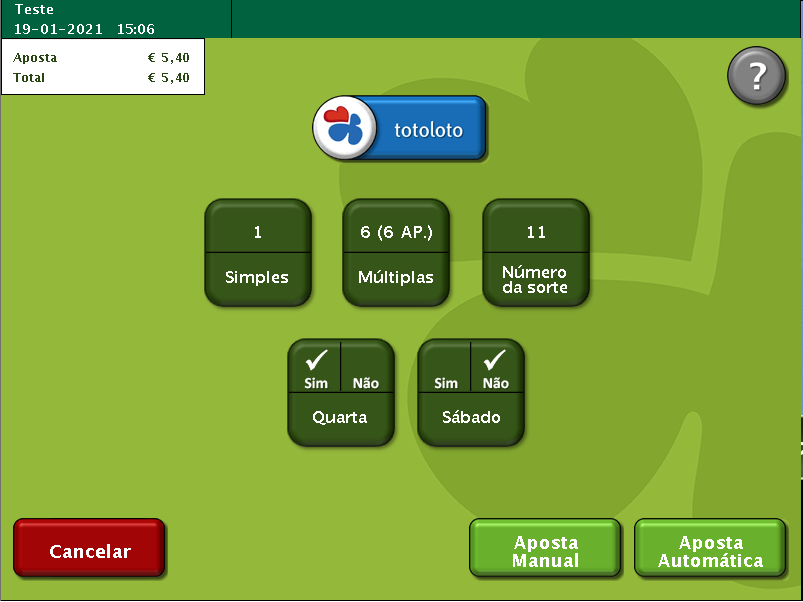 Teste
19-01-2021 15:06
Aposta € 5,40
Total € 5,40
?
totoloto
1
Simples
6 (6 AP.)
Múltiplas
11
Número
da sorte
Sim Não
Quarta
Sim Não
Sábado
Cancelar
Aposta
Manual
Aposta
Automática